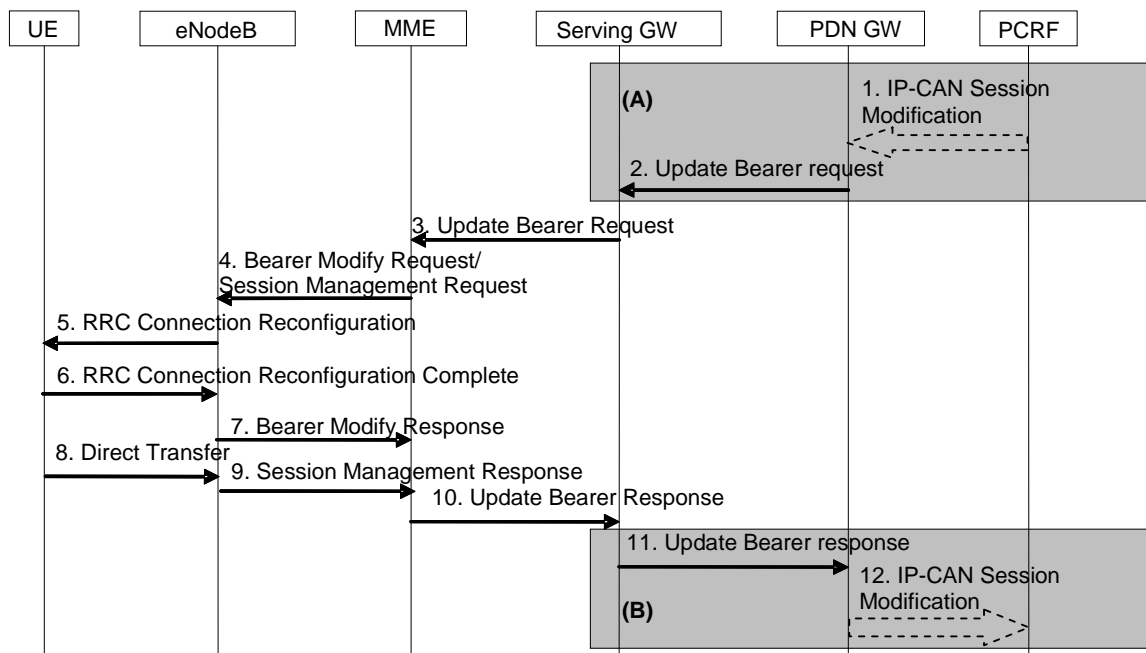 UE
eNodeB
MME
Serving GW
PDN GW
PCRF
(A)
1. IP-CAN Session
Modification
2. Update Bearer request
3. Update Bearer Request
4. Bearer Modify Request/
Session Management Request
5. RRC Connection Reconfiguration
6. RRC Connection Reconfiguration Complete
7. Bearer Modify Response
8. Direct Transfer
9. Session Management Response
10. Update Bearer Response
11. Update Bearer response
12. IP-CAN Session
Modification
(B)